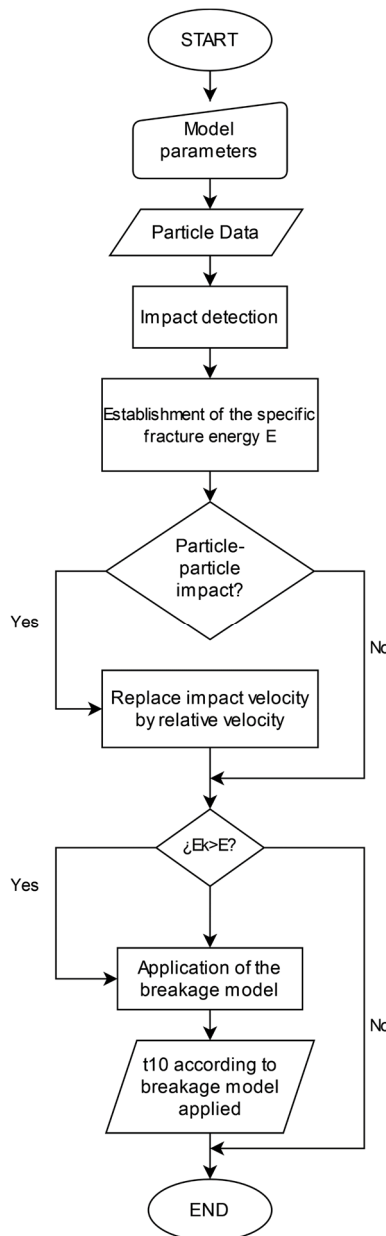 START
Model
parameters
Particle Data
Impact detection
Establishment of the specific
fracture energy E
Particle-
particle
impact?
Yes
No
Replace impact velocity
by relative velocity
¿Ek>E?
Yes
Application of the
breakage model
No
t10 according to
breakage model
applied
END